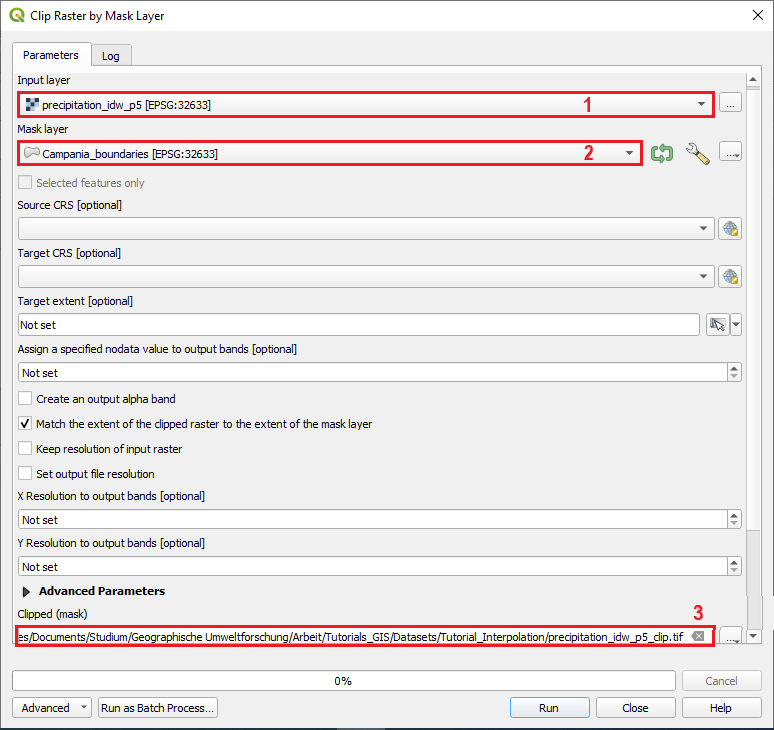 Clip Raster by Mask Layer
Parameters
Log
Input layer
precipitation_idw_p5 [EPSG:32633]
1
...
Mask layer
Campania_boundaries [EPSG:32633]
2
...
Selected features only
Source CRS [optional]
Target CRS [optional]
Target extent [optional]
Not set
Assign a specified nodata value to output bands [optional]
Not set
Create an output alpha band
Match the extent of the clipped raster to the extent of the mask layer
Keep resolution of input raster
Set output file resolution
X Resolution to output bands [optional]
Not set
Y Resolution to output bands [optional]
Not set
Advanced Parameters
Clipped (mask)
3
es/Documents/Studium/Geographische Umweltforschung/Arbeit/Tutorials_GIS/Datasets/Tutorial_Interpolation/precipitation_idw_p5_clip.tif
...
0%
Cancel
Advanced
Run as Batch Process...
Run
Close
Help